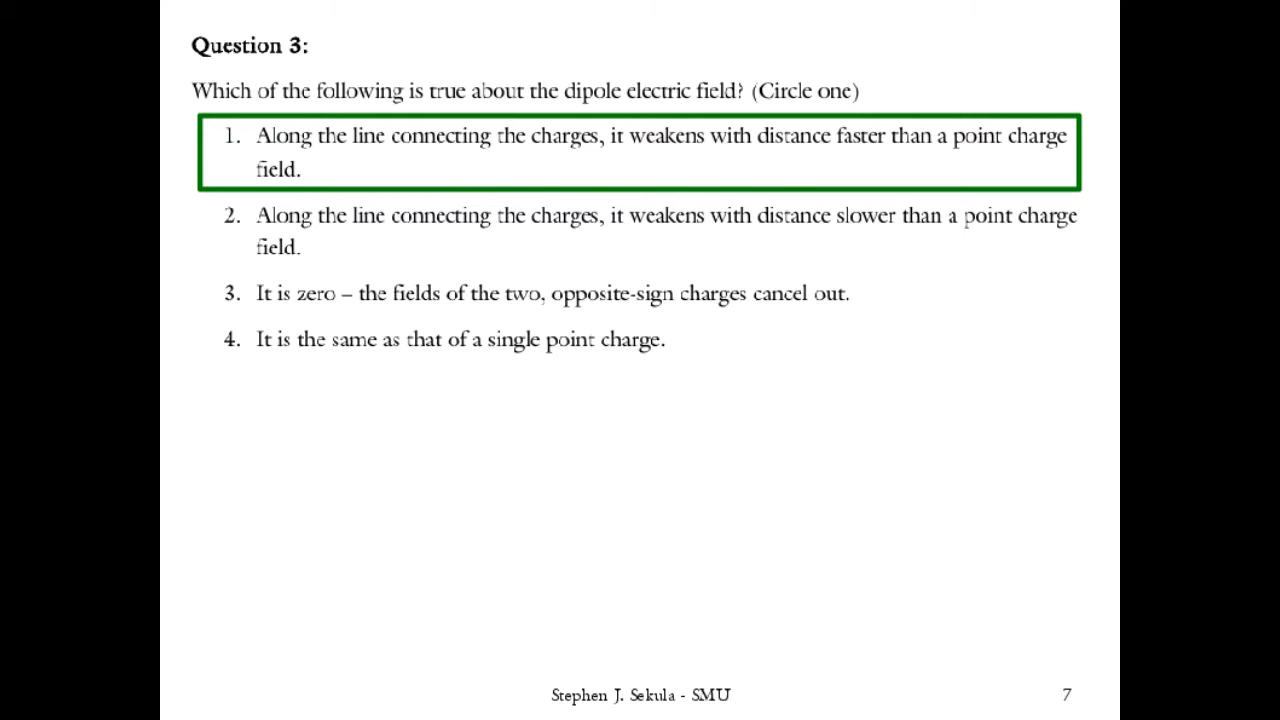 Question 3:
Which of the following is true about the dipole electric field? (Circle one)
1. Along the line connecting the charges, it weakens with distance faster than a point charge
field.
2. Along the line connecting the charges, it weakens with distance slower than a point charge
field.
3. It is zero – the fields of the two, opposite-sign charges cancel out.
4. It is the same as that of a single point charge.
Stephen J. Sekula - SMU 7